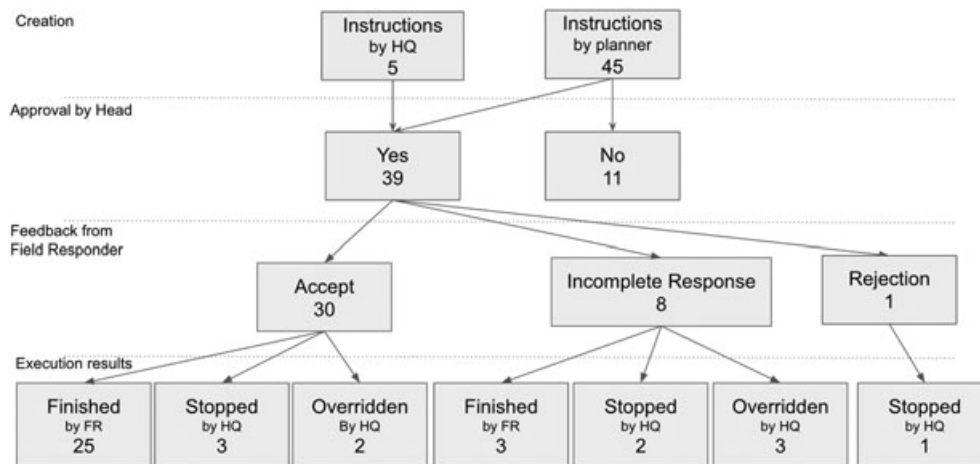 Creation
Instructions
by HQ
5
Instructions
by planner
45
Approval by Head
Yes
39
No
11
Feedback from
Field Responder
Accept
30
Incomplete Response
8
Rejection
1
Execution results
Finished
by FR
25
Stopped
by HQ
3
Overridden
By HQ
2
Finished
by FR
3
Stopped
by HQ
2
Overridden
by HQ
3
Stopped
by HQ
1